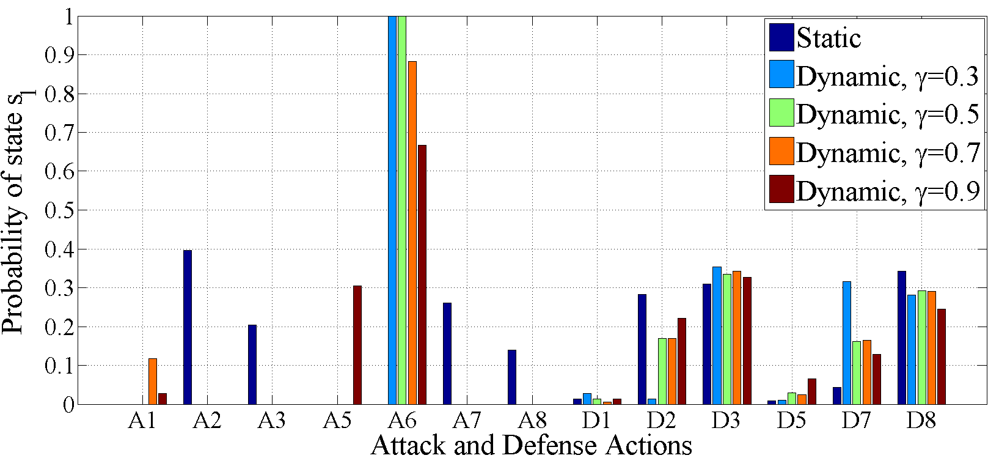 Probability of state s1
1
0.9
0.8
0.7
0.6
0.5
0.4
0.3
0.2
0.1
0
Static
Dynamic, γ=0.3
Dynamic, γ=0.5
Dynamic, γ=0.7
Dynamic, γ=0.9
A1 A2 A3 A5 A6 A7 A8 D1 D2 D3 D5 D7 D8
Attack and Defense Actions